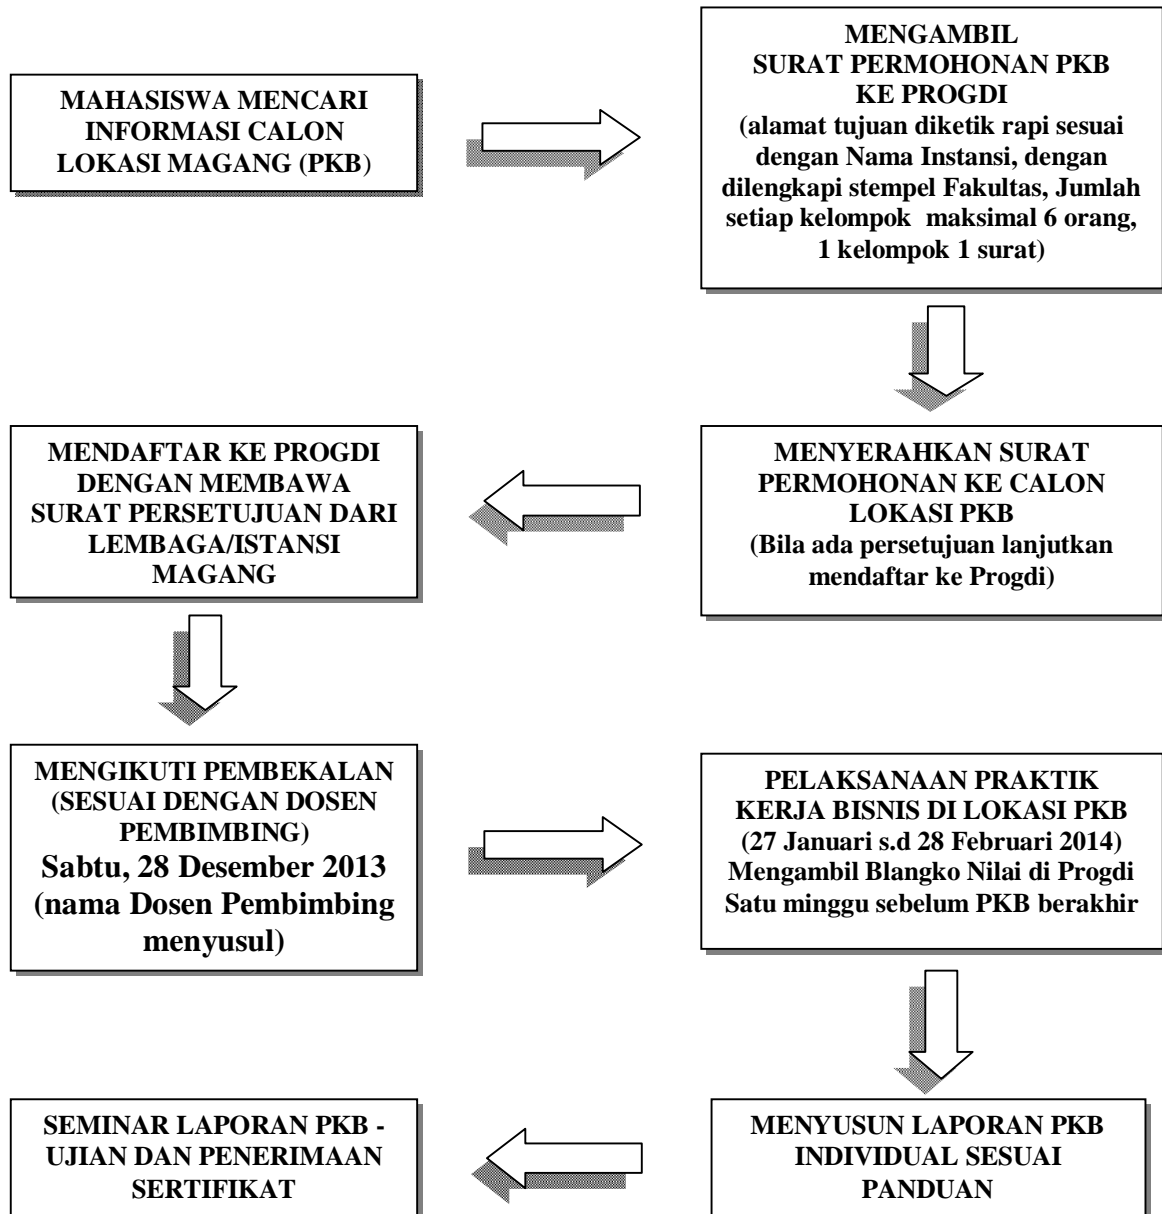 MAHASISWA MENCARI
INFORMASI CALON
LOKASI MAGANG (PKB)
MENGAMBIL
SURAT PERMOHONAN PKB
KE PROGDI
(alamat tujuan diketik rapi sesuai
dengan Nama Instansi, dengan
dilengkapi stempel Fakultas, Jumlah
setiap kelompok maksimal 6 orang,
1 kelompok 1 surat)
MENYERAHKAN SURAT
PERMOHONAN KE CALON
LOKASI PKB
(Bila ada persetujuan lanjutkan
mendaftar ke Progdi)
MENDAFTAR KE PROGDI
DENGAN MEMBAWA
SURAT PERSETUJUAN DARI
LEMBAGA/ISTANSI
MAGANG
MENGIKUTI PEMBEKALAN
(SESUAI DENGAN DOSEN
PEMBIMBING)
Sabtu, 28 Desember 2013
(nama Dosen Pembimbing
menyusul)
PELAKSANAAN PRAKTIK
KERJA BISNIS DI LOKASI PKB
(27 Januari s.d 28 Februari 2014)
Mengambil Blangko Nilai di Progdi
Satu minggu sebelum PKB berakhir
MENYUSUN LAPORAN PKB
INDIVIDUAL SESUAI
PANDUAN
SEMINAR LAPORAN PKB -
UJIAN DAN PENERIMAAN
SERTIFIKAT